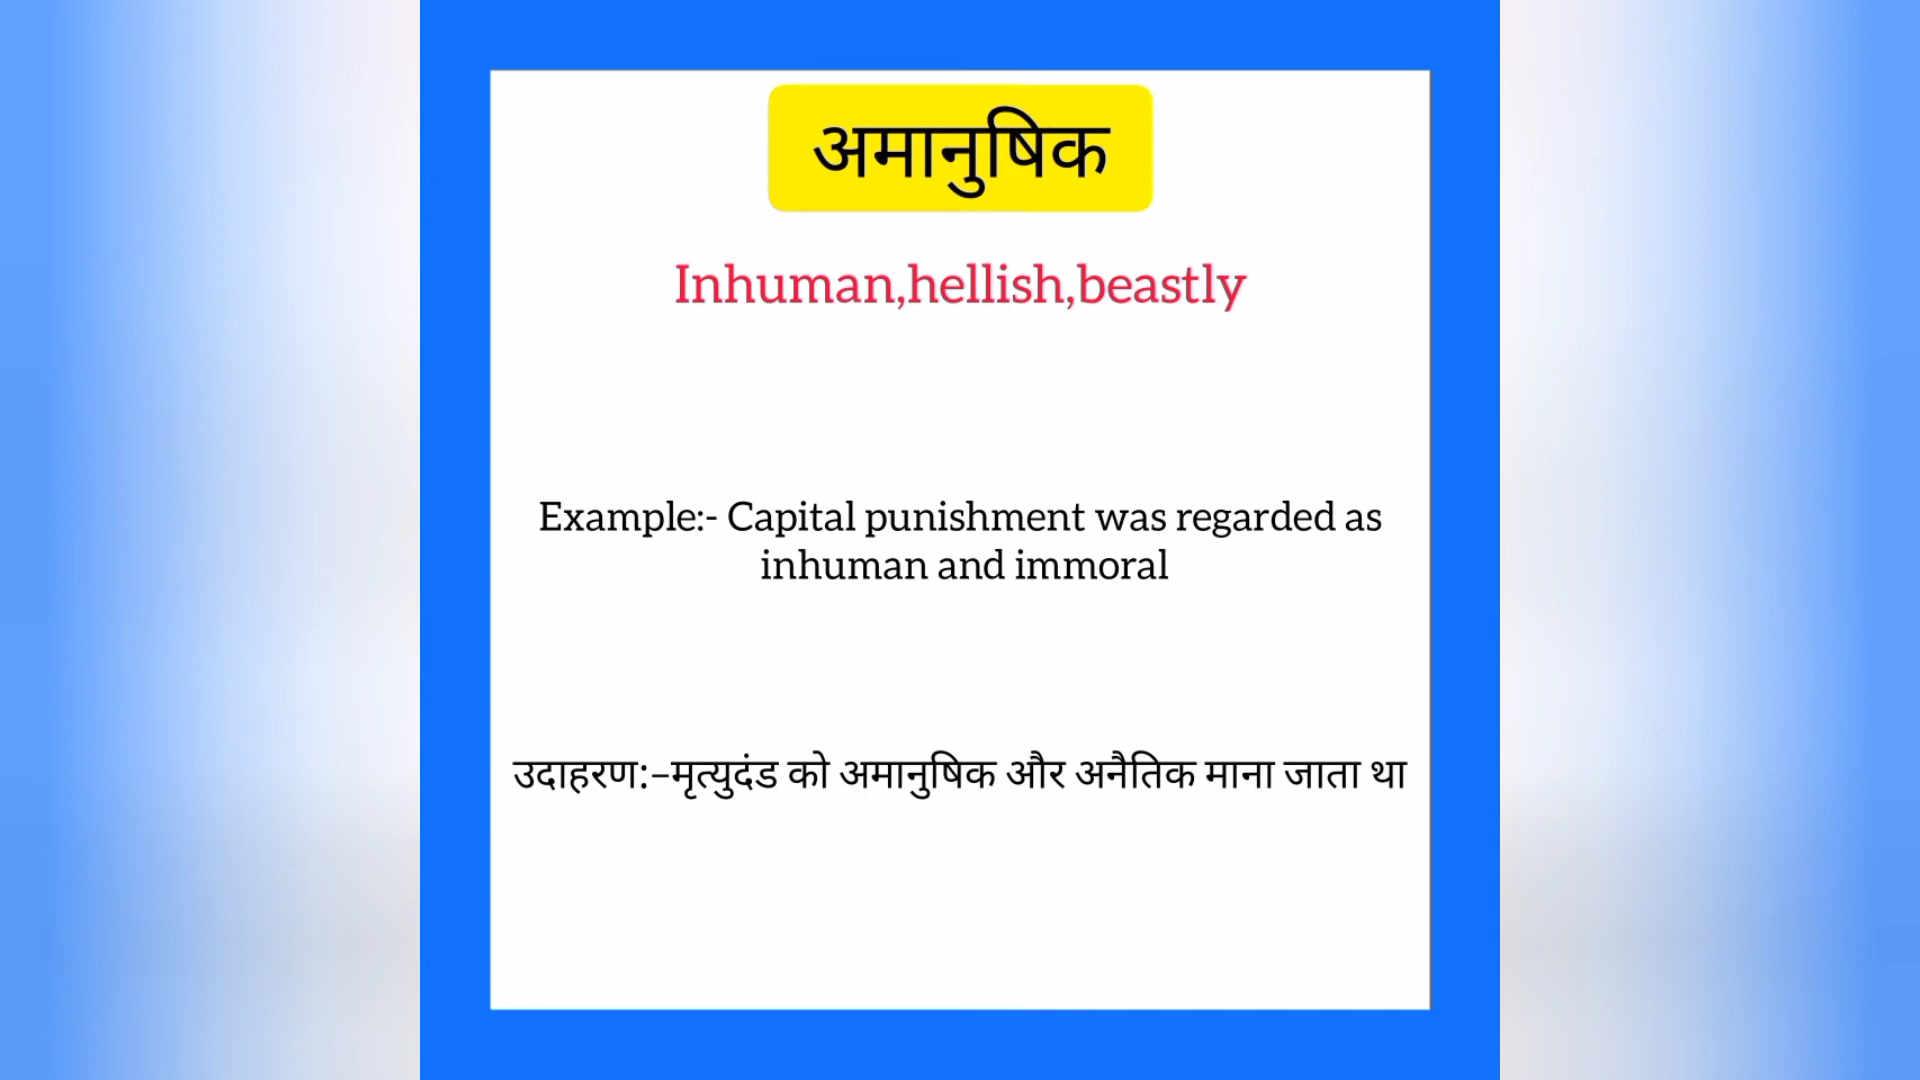 अमानुषिक
Inhuman,hellish,beastly
Example:- Capital punishment was regarded as
inhuman and immoral
उदाहरण:–मृत्युदंड को अमानुषिक और अनैतिक माना जाता था